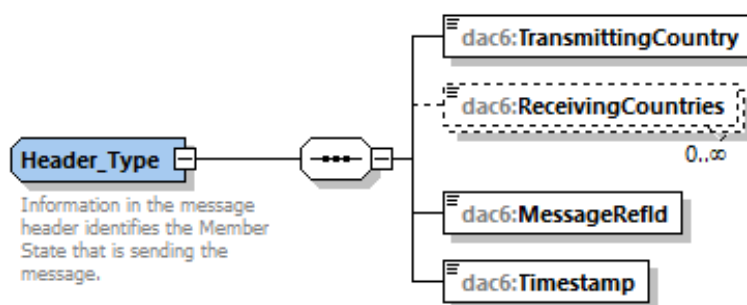 dac6:TransmittingCountry
dac6:ReceivingCountries
0..∞
Header_Type
Information in the message
header identifies the Member
State that is sending the
message.
dac6:MessageRefId
dac6:Timestamp